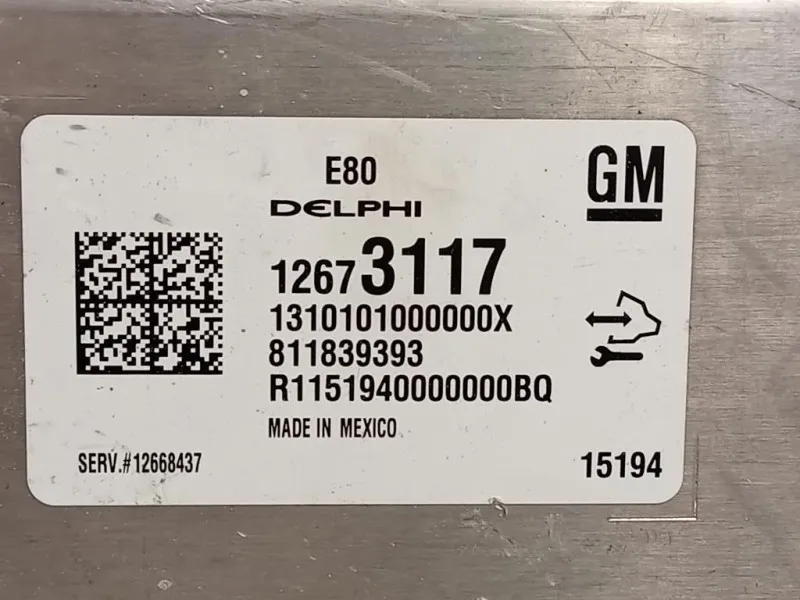 E80
GM
DELPHI
12673117
1310101000000X
811839393
R1151940000000BQ
MADE IN MEXICO
SERV.#12668437
15194